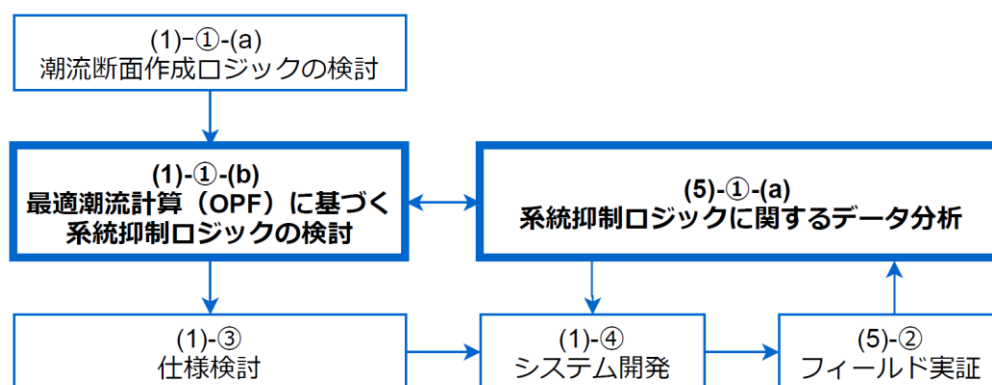 (1)-①-(a)
潮流断面作成ロジックの検討
(1)-①-(b)
最適潮流計算（OPF）に基づく
系統抑制ロジックの検討
(5)-①-(a)
系統抑制ロジックに関するデータ分析
(1)-③
仕様検討
(1)-④
システム開発
(5)-②
フィールド実証